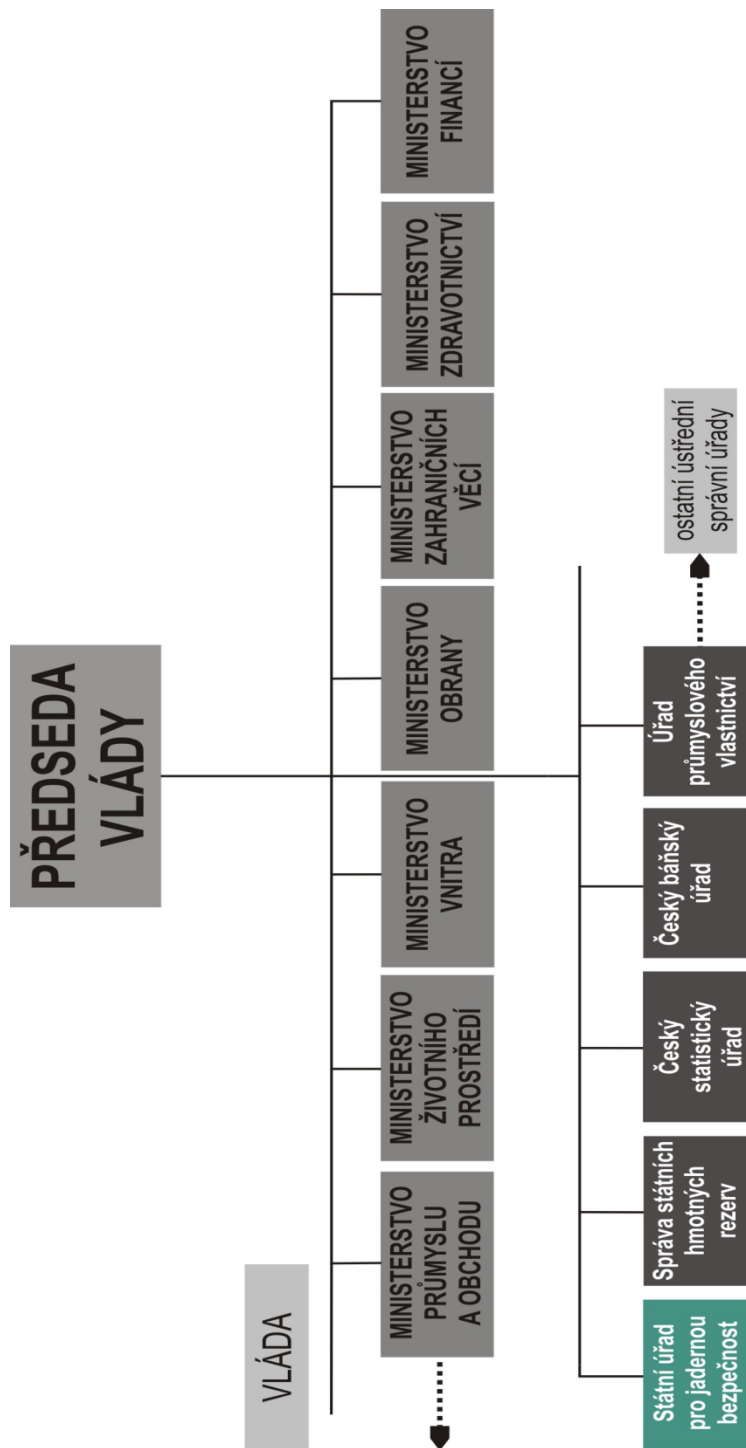 PŘEDSEDA
VLÁDY
VLÁDA
MINISTERSTVO
PRŮMYSLU
A OBCHODU
MINISTERSTVO
ŽIVOTNÍHO
PROSTŘEDÍ
MINISTERSTVO
VNITRA
MINISTERSTVO
OBRANY
MINISTERSTVO
ZAHRANIČNÍCH
VĚCÍ
MINISTERSTVO
ZDRAVOTNICTVÍ
MINISTERSTVO
FINANCÍ
Státní úřad
pro jadernou
bezpečnost
Správa státních
hmotných
rezerv
Český
statistický
úřad
Český báňský
úřad
Úřad
průmyslového
vlastnictví
ostatní ústřední
správní úřady